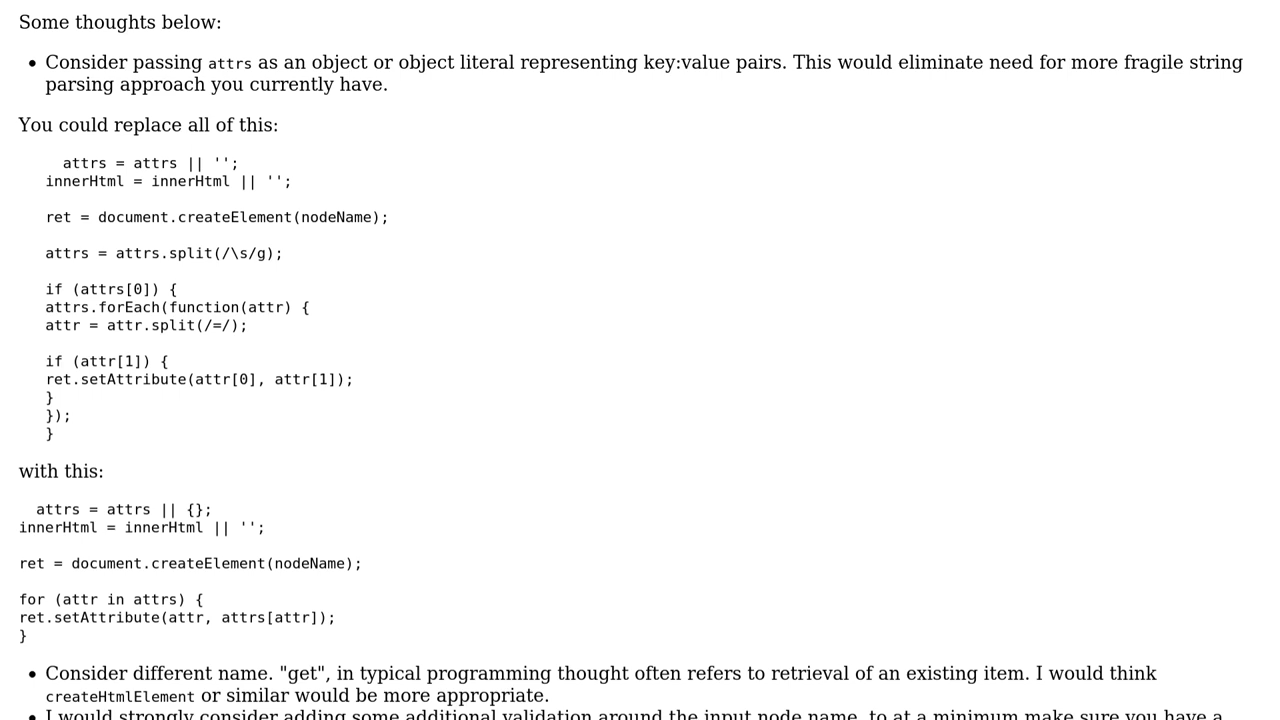 Some thoughts below:
• Consider passing attrs as an object or object literal representing key:value pairs. This would eliminate need for more fragile string
parsing approach you currently have.
You could replace all of this:
attrs = attrs || '';
innerHtml = innerHtml || '';
ret = document.createElement(nodeName);
attrs = attrs.split(/\s/g);
if (attrs[0]) {
attrs.forEach(function(attr) {
attr = attr.split(/=/);
if (attr[1]) {
ret.setAttribute(attr[0], attr[1]);
}
});
}
with this:
attrs = attrs || {};
innerHtml = innerHtml || '';
ret = document.createElement(nodeName);
for (attr in attrs) {
ret.setAttribute(attr, attrs[attr]);
}
• Consider different name. "get", in typical programming thought often refers to retrieval of an existing item. I would think
createHtmlElement or similar would be more appropriate.
• I would strongly consider adding some additional validation around the input node name, to at a minimum make sure you have a